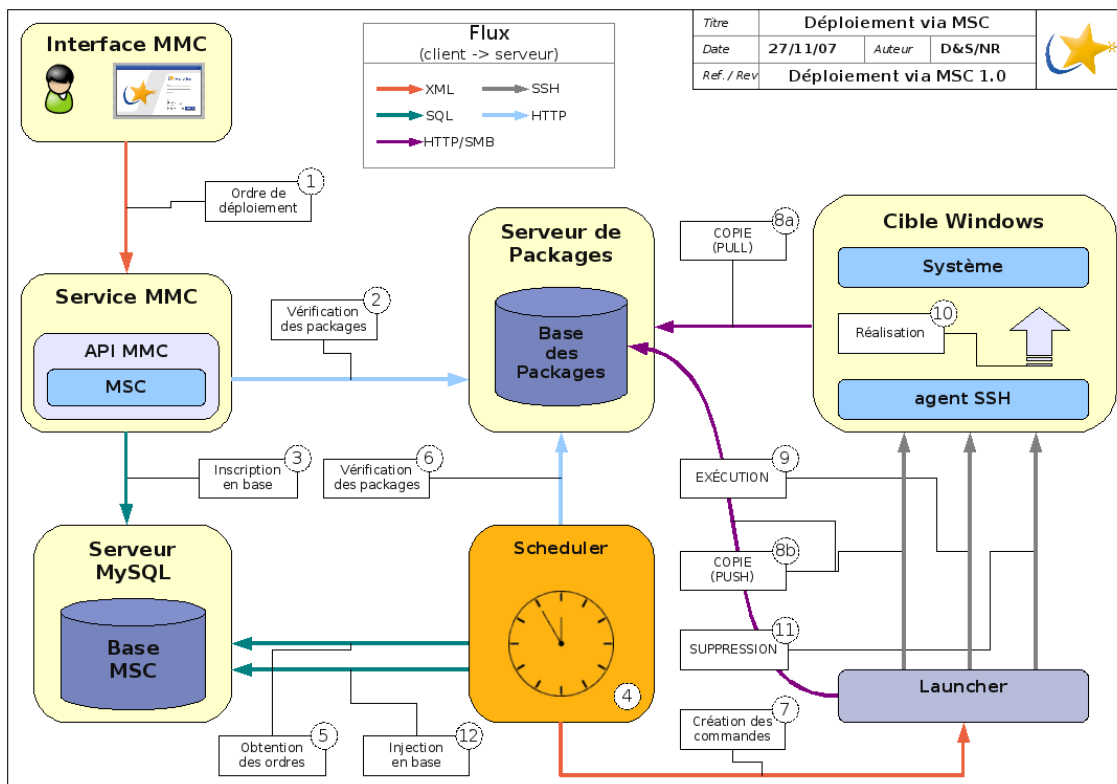 Interface MMC
Flux
(client -> serveur)
XML
SSH
SQL
HTTP
HTTP/SMB
Titre
Déploiement via MSC
Date
27/11/07
Auteur
D&S/NR
Ref. / Rev
Déploiement via MSC 1.0
1
Ordre de
déploiement
Service MMC
API MMC
MSC
2
Vérification
des packages
Serveur de
Packages
Base
des
Packages
8a
COPIE
(PULL)
Cible Windows
Système
10
Réalisation
agent SSH
3
Inscription
en base
6
Vérification
des packages
9
EXÉCUTION
8b
COPIE
(PUSH)
11
SUPPRESSION
Serveur
MySQL
Base
MSC
Scheduler
4
Launcher
5
Obtention
des ordres
12
Injection
en base
7
Création des
commandes